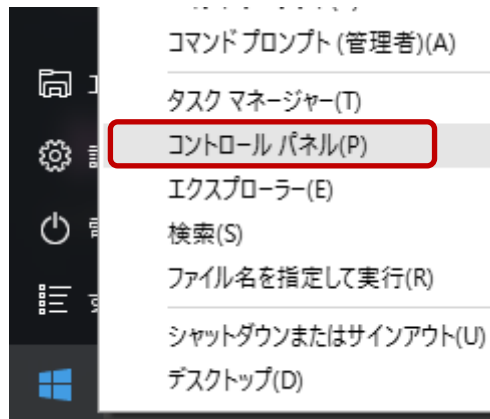 コマンド プロンプト (管理者)(A)
タスク マネージャー(T)
コントロール パネル(P)
エクスプローラー(E)
検索(S)
ファイル名を指定して実行(R)
シャットダウンまたはサインアウト(U)
デスクトップ(D)